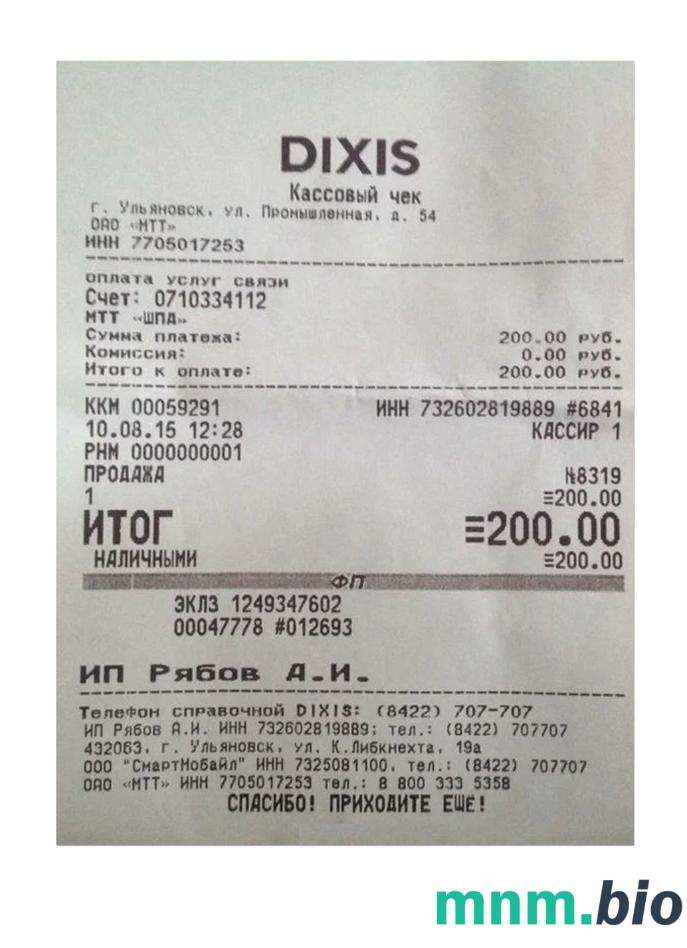 DIXIS
Кассовый чек
г. Ульяновск, ул. Промышленная, д. 54
ОАО «МТТ»
ИНН 7705017253
оплата услуг связи
Счет: 0710334112
МТТ «ШПД»
Сумма платежа: 200.00 руб.
Комиссия: 0.00 руб.
Итого к оплате: 200.00 руб.
ККМ 00059291 ИНН 732602819889 #6841
10.08.15 12:28 КАССИР 1
РНМ 0000000001
ПРОДАЖА №8319
1 ≡200.00
ИТОГ ≡200.00
НАЛИЧНЫМИ ≡200.00
ФП
ЭКЛЗ 1249347602
00047778 #012693
ИП Рябов А.И.
Телефон справочной DIXIS: (8422) 707-707
ИП Рябов А.И. ИНН 732602819889; тел.: (8422) 707707
432063, г. Ульяновск, ул. К.Либкнехта, 19а
ООО "СмартМобайл" ИНН 7325081100, тел.: (8422) 707707
ОАО «МТТ» ИНН 7705017253 тел.: 8 800 333 5358
СПАСИБО! ПРИХОДИТЕ ЕЩЕ!
mnm.bio